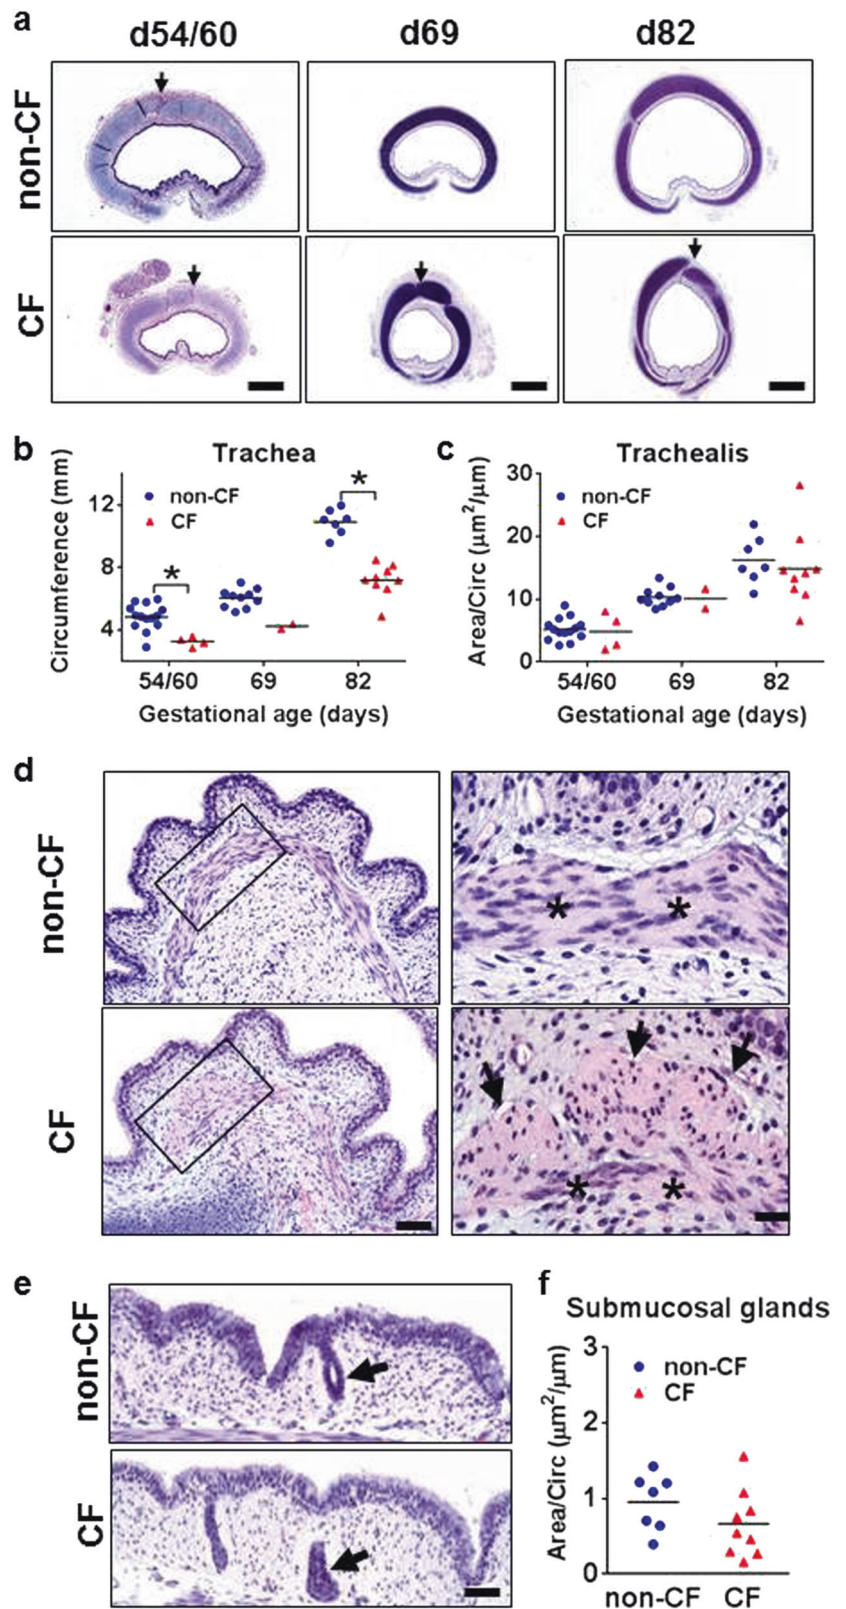 a
d54/60 d69 d82
non-CF
CF
b
Trachea
Circumference (mm)
non-CF
CF
*
*
12
8
4
54/60 69 82
Gestational age (days)
c
Trachealis
Area/Circ (μm²/μm)
non-CF
CF
30
20
10
0
54/60 69 82
Gestational age (days)
d
non-CF
* *
CF
* *
e
non-CF
CF
f
Submucosal glands
Area/Circ (μm²/μm)
non-CF
CF
3
2
1
0
non-CF CF